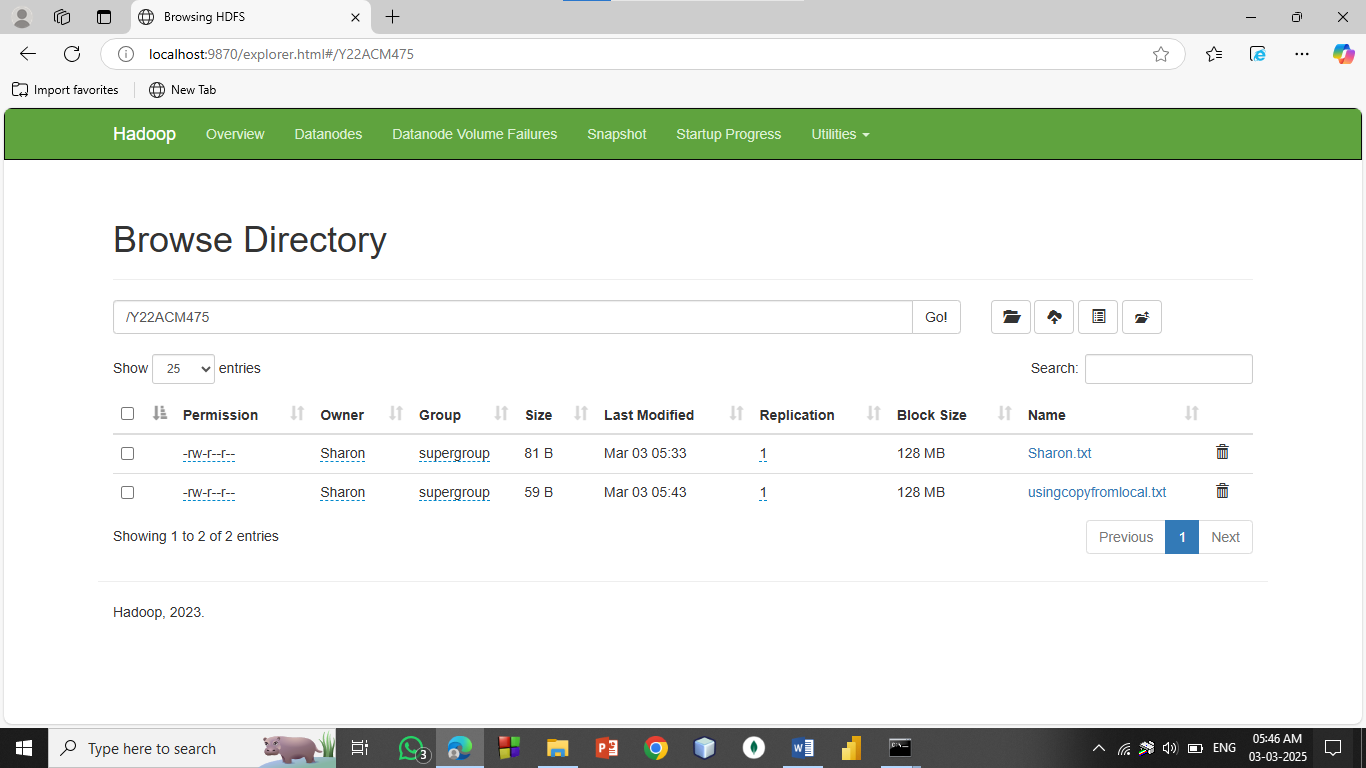 Browsing HDFS
localhost:9870/explorer.html#/Y22ACM475
Import favorites New Tab
Hadoop Overview Datanodes Datanode Volume Failures Snapshot Startup Progress Utilities
Browse Directory
/Y22ACM475 Go!
Show 25 entries Search:
Permission Owner Group Size Last Modified Replication Block Size Name
-rw-r--r-- Sharon supergroup 81 B Mar 03 05:33 1 128 MB Sharon.txt
-rw-r--r-- Sharon supergroup 59 B Mar 03 05:43 1 128 MB usingcopyfromlocal.txt
Showing 1 to 2 of 2 entries Previous 1 Next
Hadoop, 2023.
Type here to search 3 ENG 05:46 AM
03-03-2025